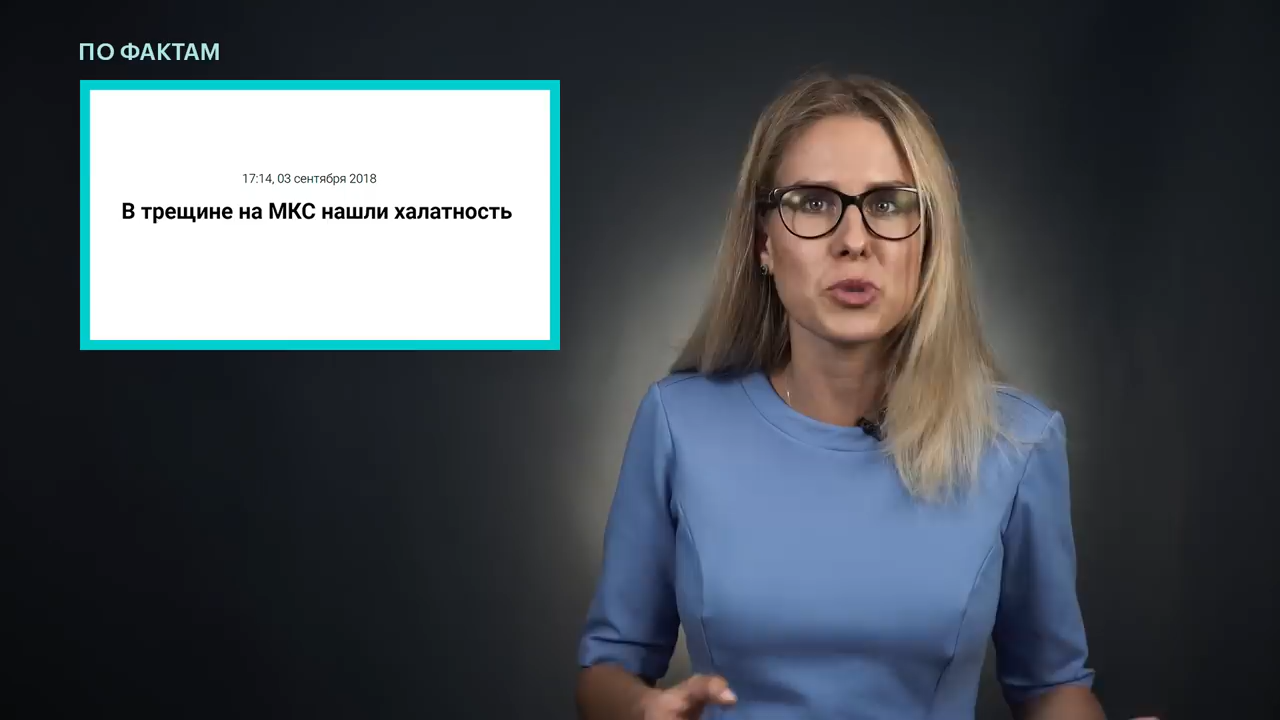 ПО ФАКТАМ
17:14, 03 сентября 2018
В трещине на МКС нашли халатность